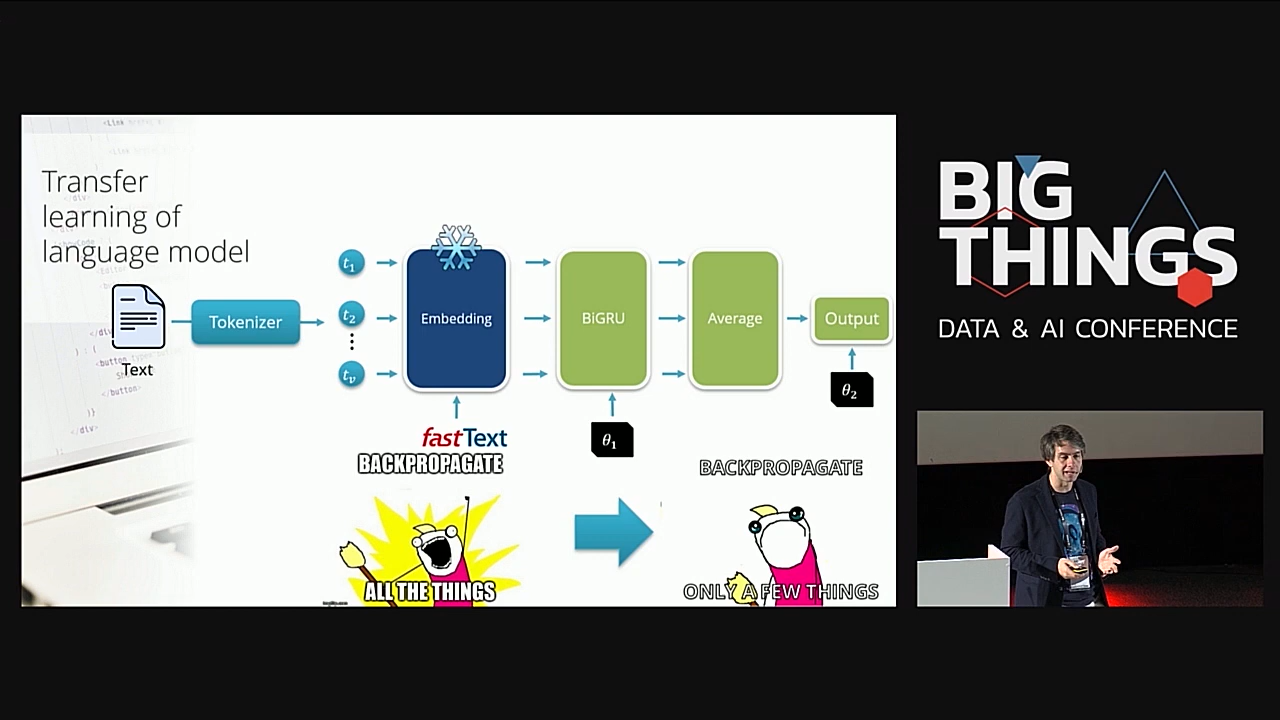 Transfer
learning of
language model
Text
Tokenizer
t1
t2
tv
Embedding
BiGRU
Average
Output
fastText
θ1
θ2
BACKPROPAGATE
ALL THE THINGS
BACKPROPAGATE
ONLY A FEW THINGS
BIG
THINGS
DATA & AI CONFERENCE